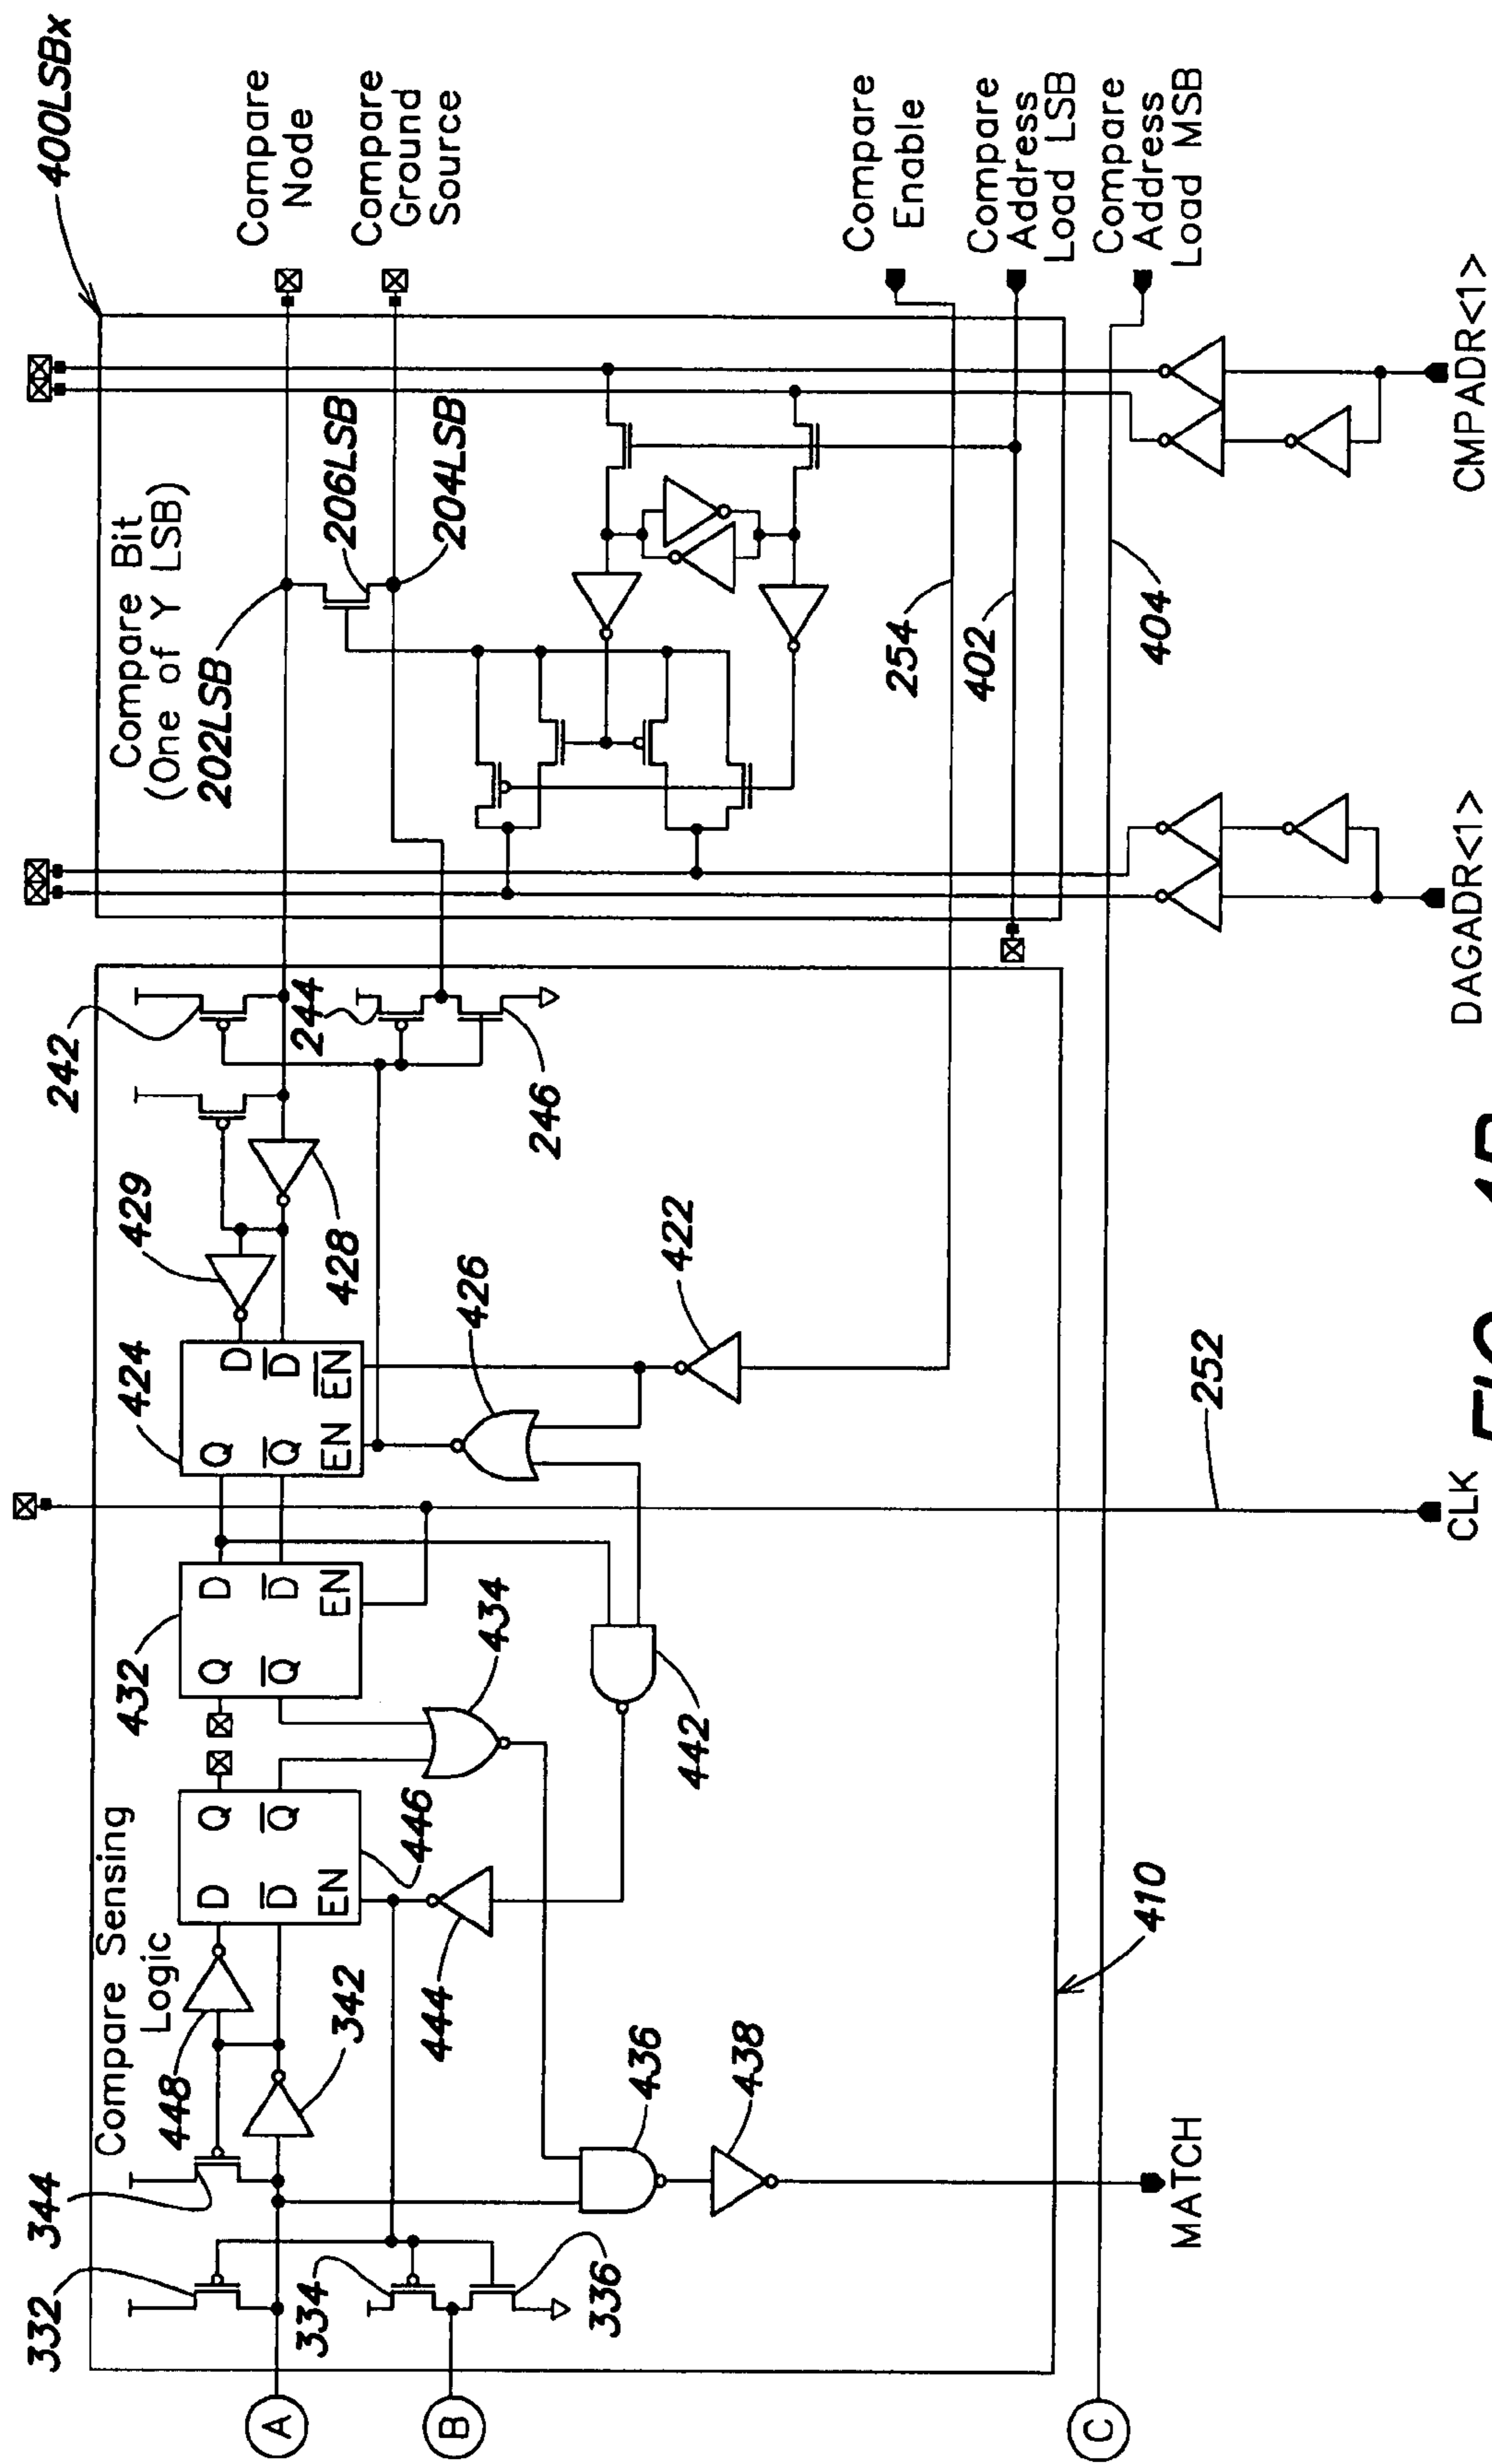 400LSBx
344
332
242
Compare Sensing
Logic
448
432
424
429
Compare Bit
(One of Y LSB)
202LSB
Compare
Node
A
D Q
D Q
EN
Q D
Q D
EN
Q D
Q D
EN EN
342
334
336
444
446
434
426
428
244
246
206LSB
204LSB
Compare
Ground
Source
B
436
438
442
422
254
402
404
Compare
Enable
Compare
Address
Load LSB
Compare
Address
Load MSB
C
410
252
MATCH
CLK
DAGADR<1>
CMPADR<1>